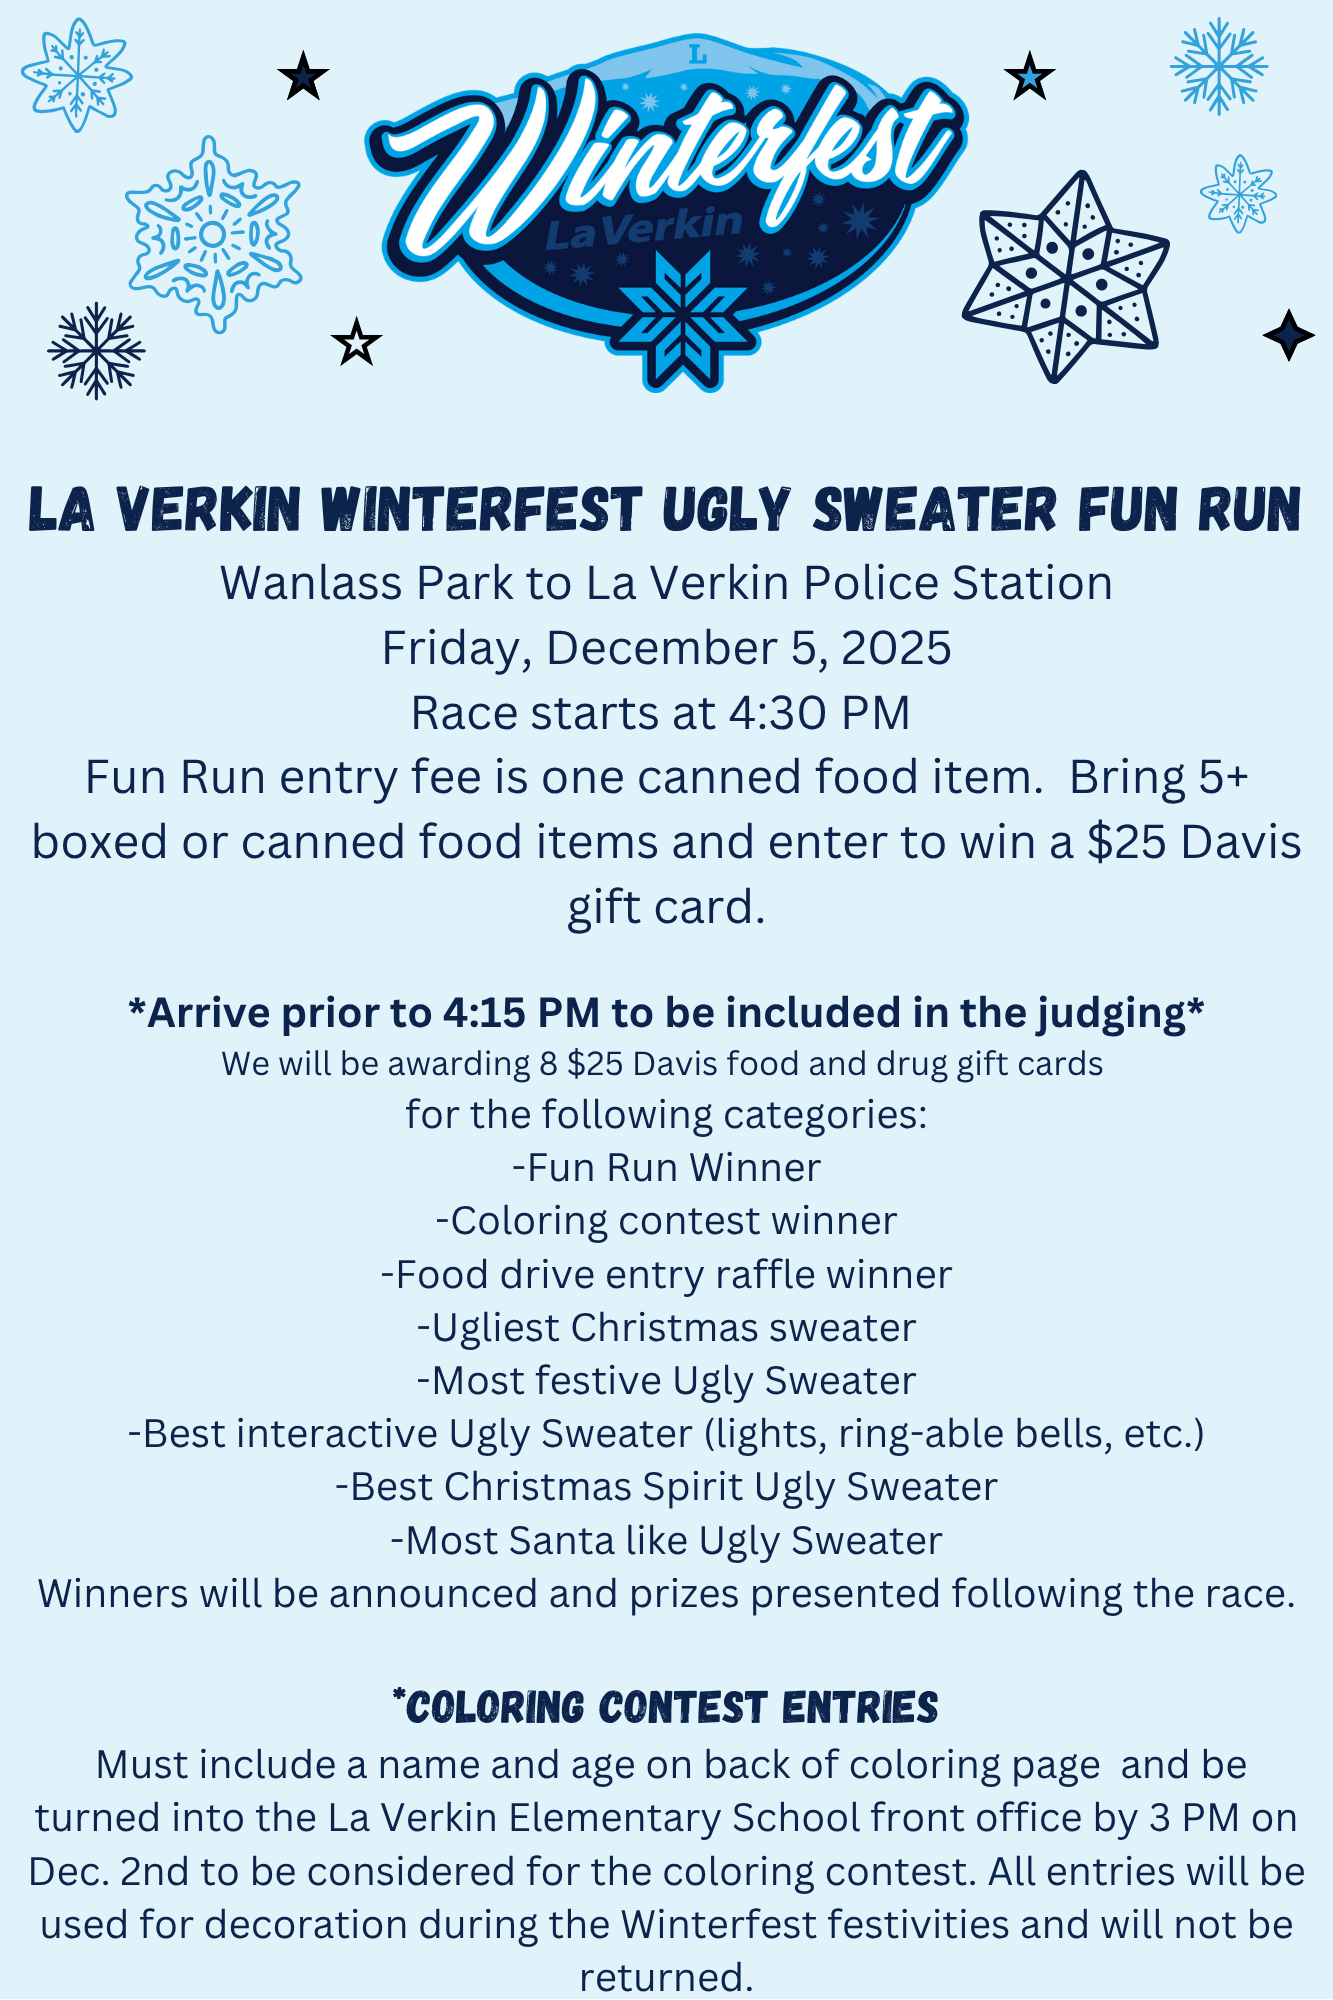 L
Winterfest
La Verkin
LA VERKIN WINTERFEST UGLY SWEATER FUN RUN
Wanlass Park to La Verkin Police Station
Friday, December 5, 2025
Race starts at 4:30 PM
Fun Run entry fee is one canned food item.  Bring 5+
boxed or canned food items and enter to win a $25 Davis
gift card.
*Arrive prior to 4:15 PM to be included in the judging*
We will be awarding 8 $25 Davis food and drug gift cards
for the following categories:
-Fun Run Winner
-Coloring contest winner
-Food drive entry raffle winner
-Ugliest Christmas sweater
-Most festive Ugly Sweater
-Best interactive Ugly Sweater (lights, ring-able bells, etc.)
-Best Christmas Spirit Ugly Sweater
-Most Santa like Ugly Sweater
Winners will be announced and prizes presented following the race.
*COLORING CONTEST ENTRIES
Must include a name and age on back of coloring page  and be
turned into the La Verkin Elementary School front office by 3 PM on
Dec. 2nd to be considered for the coloring contest. All entries will be
used for decoration during the Winterfest festivities and will not be
returned.